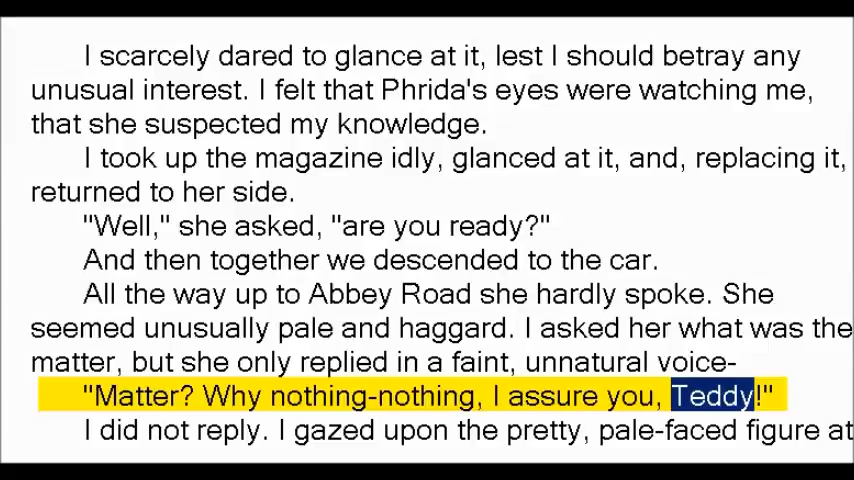 I scarcely dared to glance at it, lest I should betray any
unusual interest. I felt that Phrida's eyes were watching me,
that she suspected my knowledge.
I took up the magazine idly, glanced at it, and, replacing it,
returned to her side.
"Well," she asked, "are you ready?"
And then together we descended to the car.
All the way up to Abbey Road she hardly spoke. She
seemed unusually pale and haggard. I asked her what was the
matter, but she only replied in a faint, unnatural voice-
"Matter? Why nothing-nothing, I assure you, Teddy!"
I did not reply. I gazed upon the pretty, pale-faced figure at